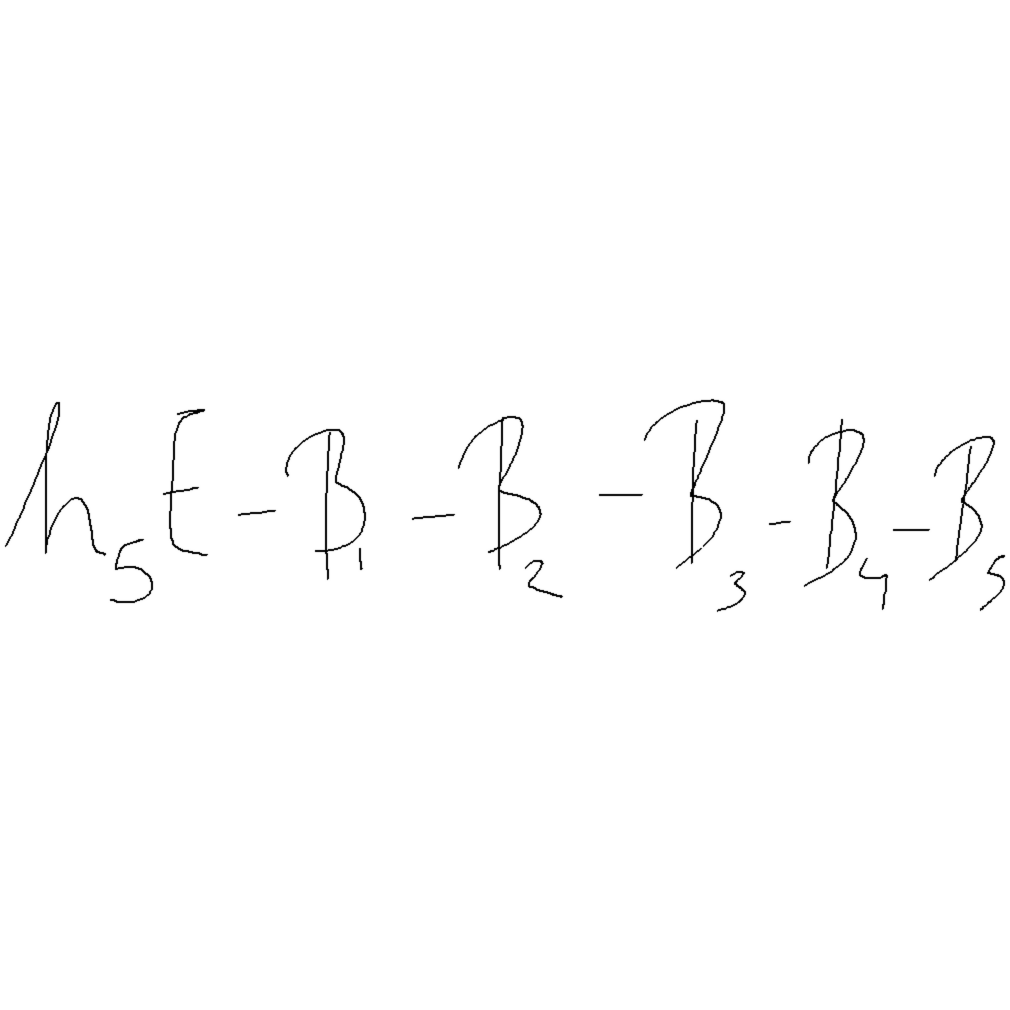 h₅E - B₁ - B₂ - B₃ - B₄ - B₅